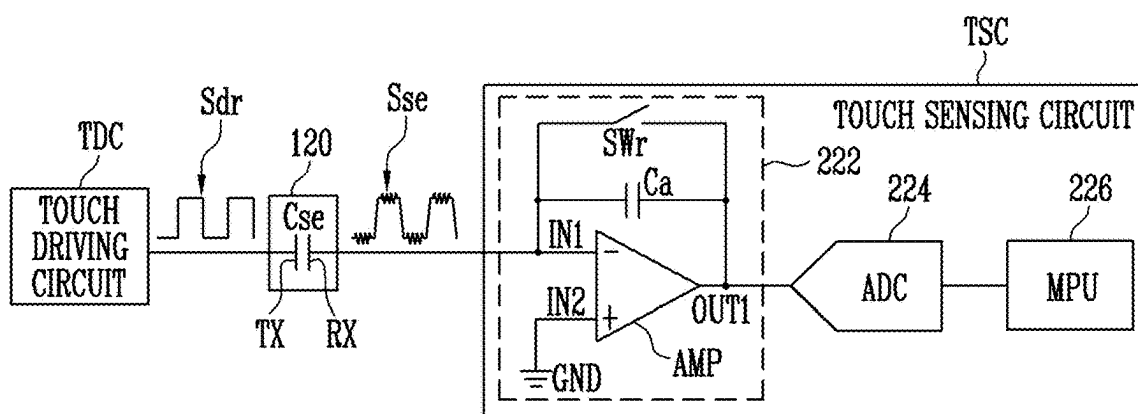 TSC
TOUCH SENSING CIRCUIT
Sdr
Sse
TDC
120
SWr
222
Ca
224
226
TOUCH
DRIVING
CIRCUIT
Cse
IN1
−
ADC
MPU
IN2
+
OUT1
TX
RX
AMP
GND